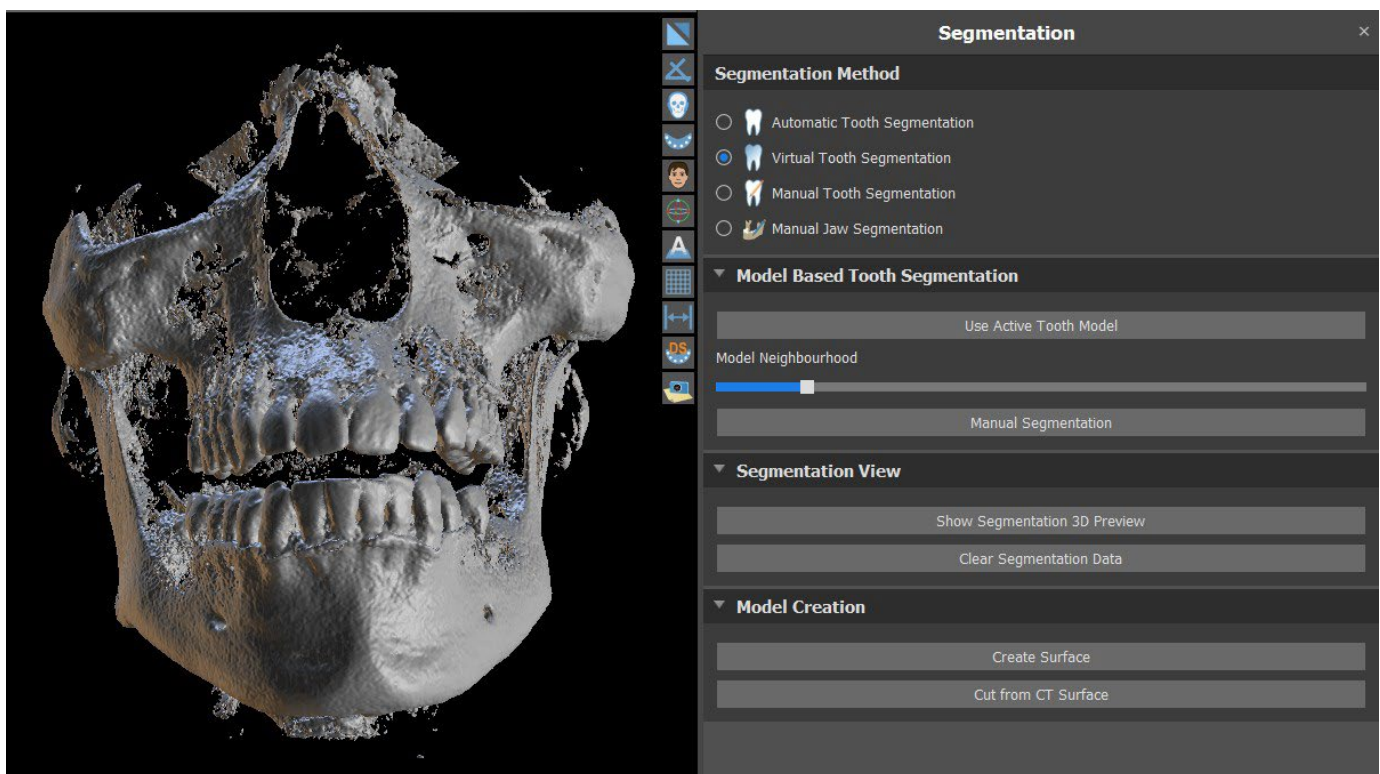 Segmentation
Segmentation Method
Automatic Tooth Segmentation
Virtual Tooth Segmentation
Manual Tooth Segmentation
Manual Jaw Segmentation
Model Based Tooth Segmentation
Use Active Tooth Model
Model Neighbourhood
Manual Segmentation
Segmentation View
Show Segmentation 3D Preview
Clear Segmentation Data
Model Creation
Create Surface
Cut from CT Surface
A
DS